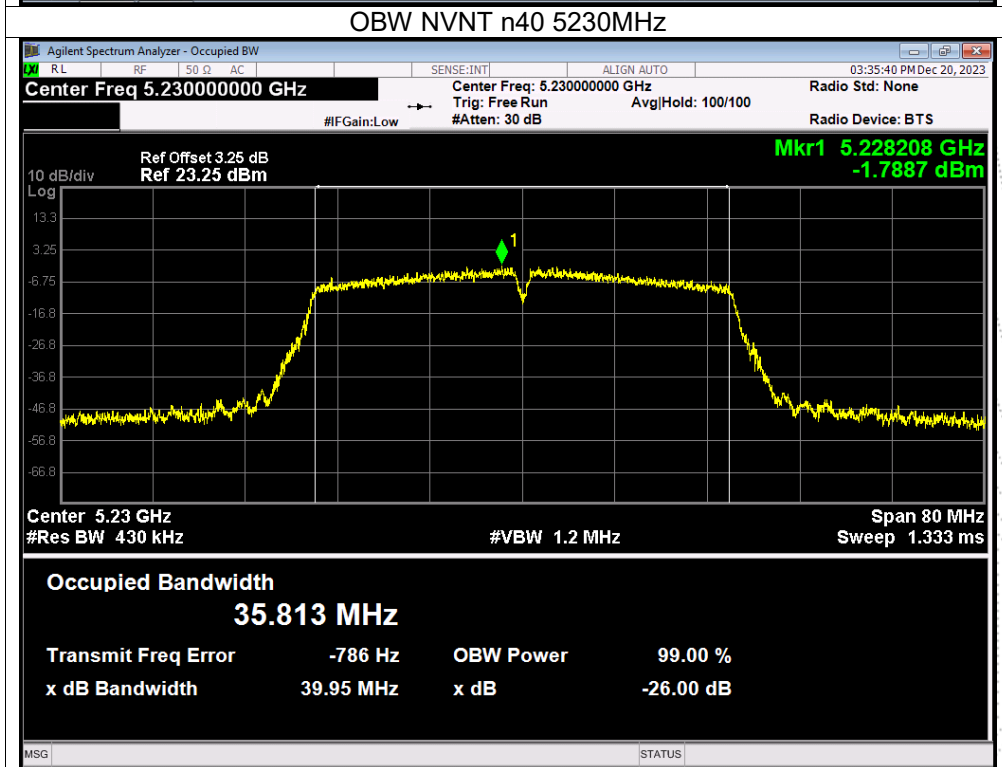 OBW NVNT n40 5230MHz
Agilent Spectrum Analyzer - Occupied BW
LXI RL RF 50 Ω AC SENSE:INT ALIGN AUTO 03:35:40 PM Dec 20, 2023
Center Freq 5.230000000 GHz
Center Freq: 5.230000000 GHz
Radio Std: None
Trig: Free Run
Avg|Hold: 100/100
#IFGain:Low
#Atten: 30 dB
Radio Device: BTS
Ref Offset 3.25 dB
Mkr1 5.228208 GHz
10 dB/div
Ref 23.25 dBm
-1.7887 dBm
Log
13.3
1
3.25
-6.75
-16.8
-26.8
-36.8
-46.8
-56.8
-66.8
Center 5.23 GHz
Span 80 MHz
#Res BW 430 kHz
#VBW 1.2 MHz
Sweep 1.333 ms
Occupied Bandwidth
35.813 MHz
Transmit Freq Error -786 Hz OBW Power 99.00 %
x dB Bandwidth 39.95 MHz x dB -26.00 dB
MSG STATUS